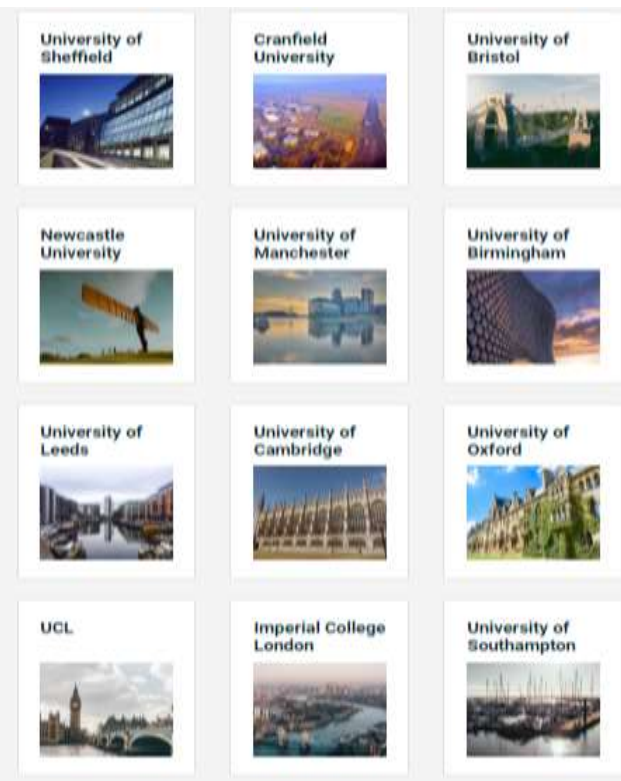 University of
Sheffield
Cranfield
University
University of
Bristol
Newcastle
University
University of
Manchester
University of
Birmingham
University of
Leeds
University of
Cambridge
University of
Oxford
UCL
Imperial College
London
University of
Southampton